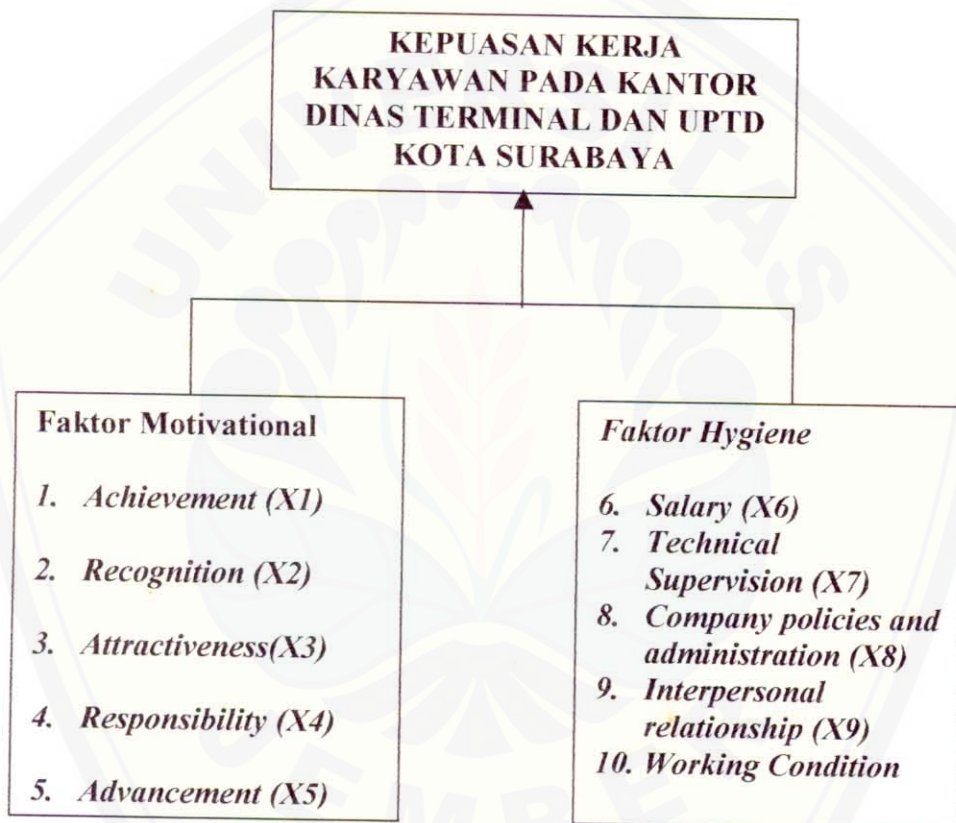 KEPUASAN KERJA
KARYAWAN PADA KANTOR
DINAS TERMINAL DAN UPTD
KOTA SURABAYA
Faktor Motivational
1. Achievement (X1)
2. Recognition (X2)
3. Attractiveness(X3)
4. Responsibility (X4)
5. Advancement (X5)
Faktor Hygiene
6. Salary (X6)
7. Technical
Supervision (X7)
8. Company policies and
administration (X8)
9. Interpersonal
relationship (X9)
10. Working Condition
UNIVERSITAS
JEMBER